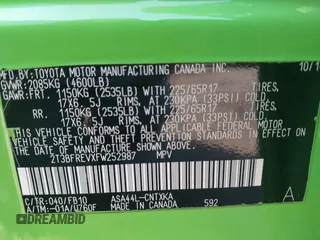 MFD.BY:TOYOTA MOTOR MANUFACTURING CANADA INC. 10/1
GVWR:2085KG (4600LB)
GAWR:FRT. 1150KG (2535LB) WITH 225/65R17 TIRES,
17X6.5J RIMS, AT 230KPA (33PSI) COLD.
RR. 1150KG (2535LB) WITH 225/65R17 TIRES,
17X6.5J RIMS, AT 230KPA (33PSI) COLD.
THIS VEHICLE CONFORMS TO ALL APPLICABLE FEDERAL MOTOR
VEHICLE SAFETY AND THEFT PREVENTION STANDARDS IN EFFECT
ON THE DATE OF MANUFACTURE SHOWN ABOVE.
2T3BFREVXFW252987 MPV
C/TR:040/FB10 ASA44L-CNTXKA A
A/TM:-01A/U760F MADE IN CANADA 592